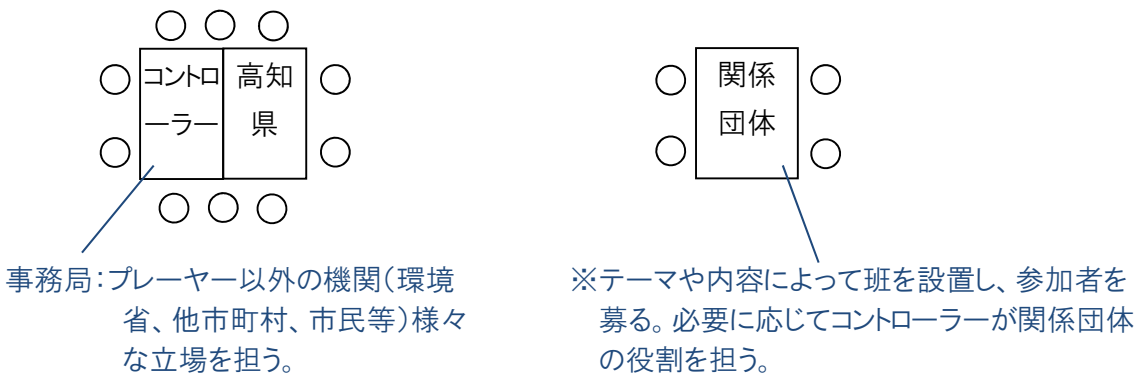 コントロ
ーラー
高知
県
関係
団体
事務局：プレーヤー以外の機関（環境
省、他市町村、市民等）様々
な立場を担う。
※テーマや内容によって班を設置し、参加者を
募る。必要に応じてコントローラーが関係団体
の役割を担う。